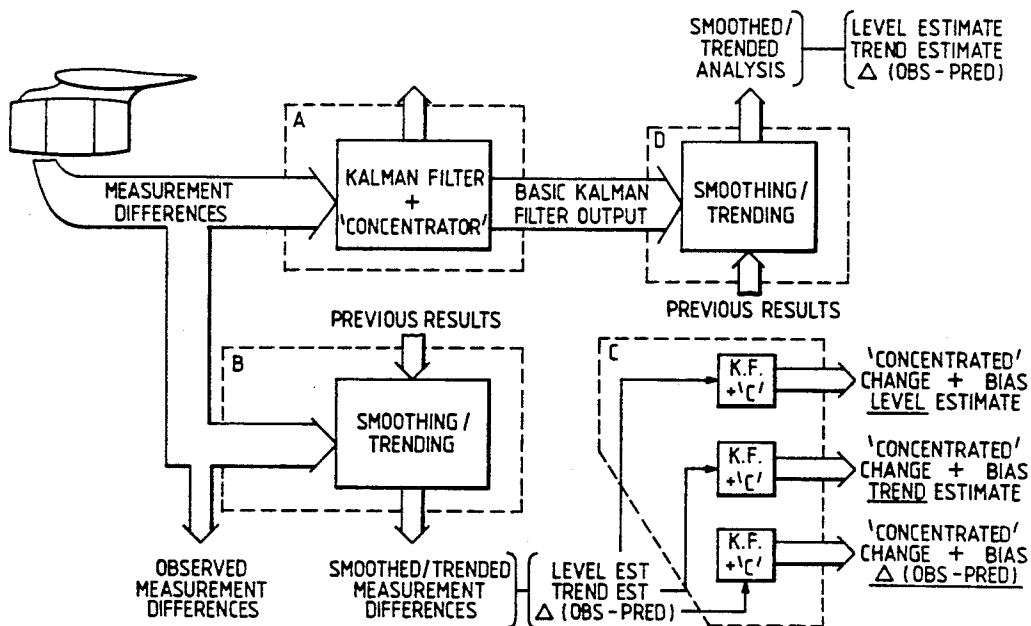 SMOOTHED/
TRENDED
ANALYSIS
LEVEL ESTIMATE
TREND ESTIMATE
Δ (OBS-PRED)
A
KALMAN FILTER
+
'CONCENTRATOR'
MEASUREMENT
DIFFERENCES
BASIC KALMAN
FILTER OUTPUT
D
SMOOTHING/
TRENDING
PREVIOUS RESULTS
PREVIOUS RESULTS
B
SMOOTHING/
TRENDING
C
K.F.
+'C'
'CONCENTRATED'
CHANGE + BIAS
LEVEL ESTIMATE
K.F.
+'C'
'CONCENTRATED'
CHANGE + BIAS
TREND ESTIMATE
K.F.
+'C'
'CONCENTRATED'
CHANGE + BIAS
Δ (OBS-PRED)
OBSERVED
MEASUREMENT
DIFFERENCES
SMOOTHED/TRENDED
MEASUREMENT
DIFFERENCES
LEVEL EST
TREND EST
Δ (OBS-PRED)